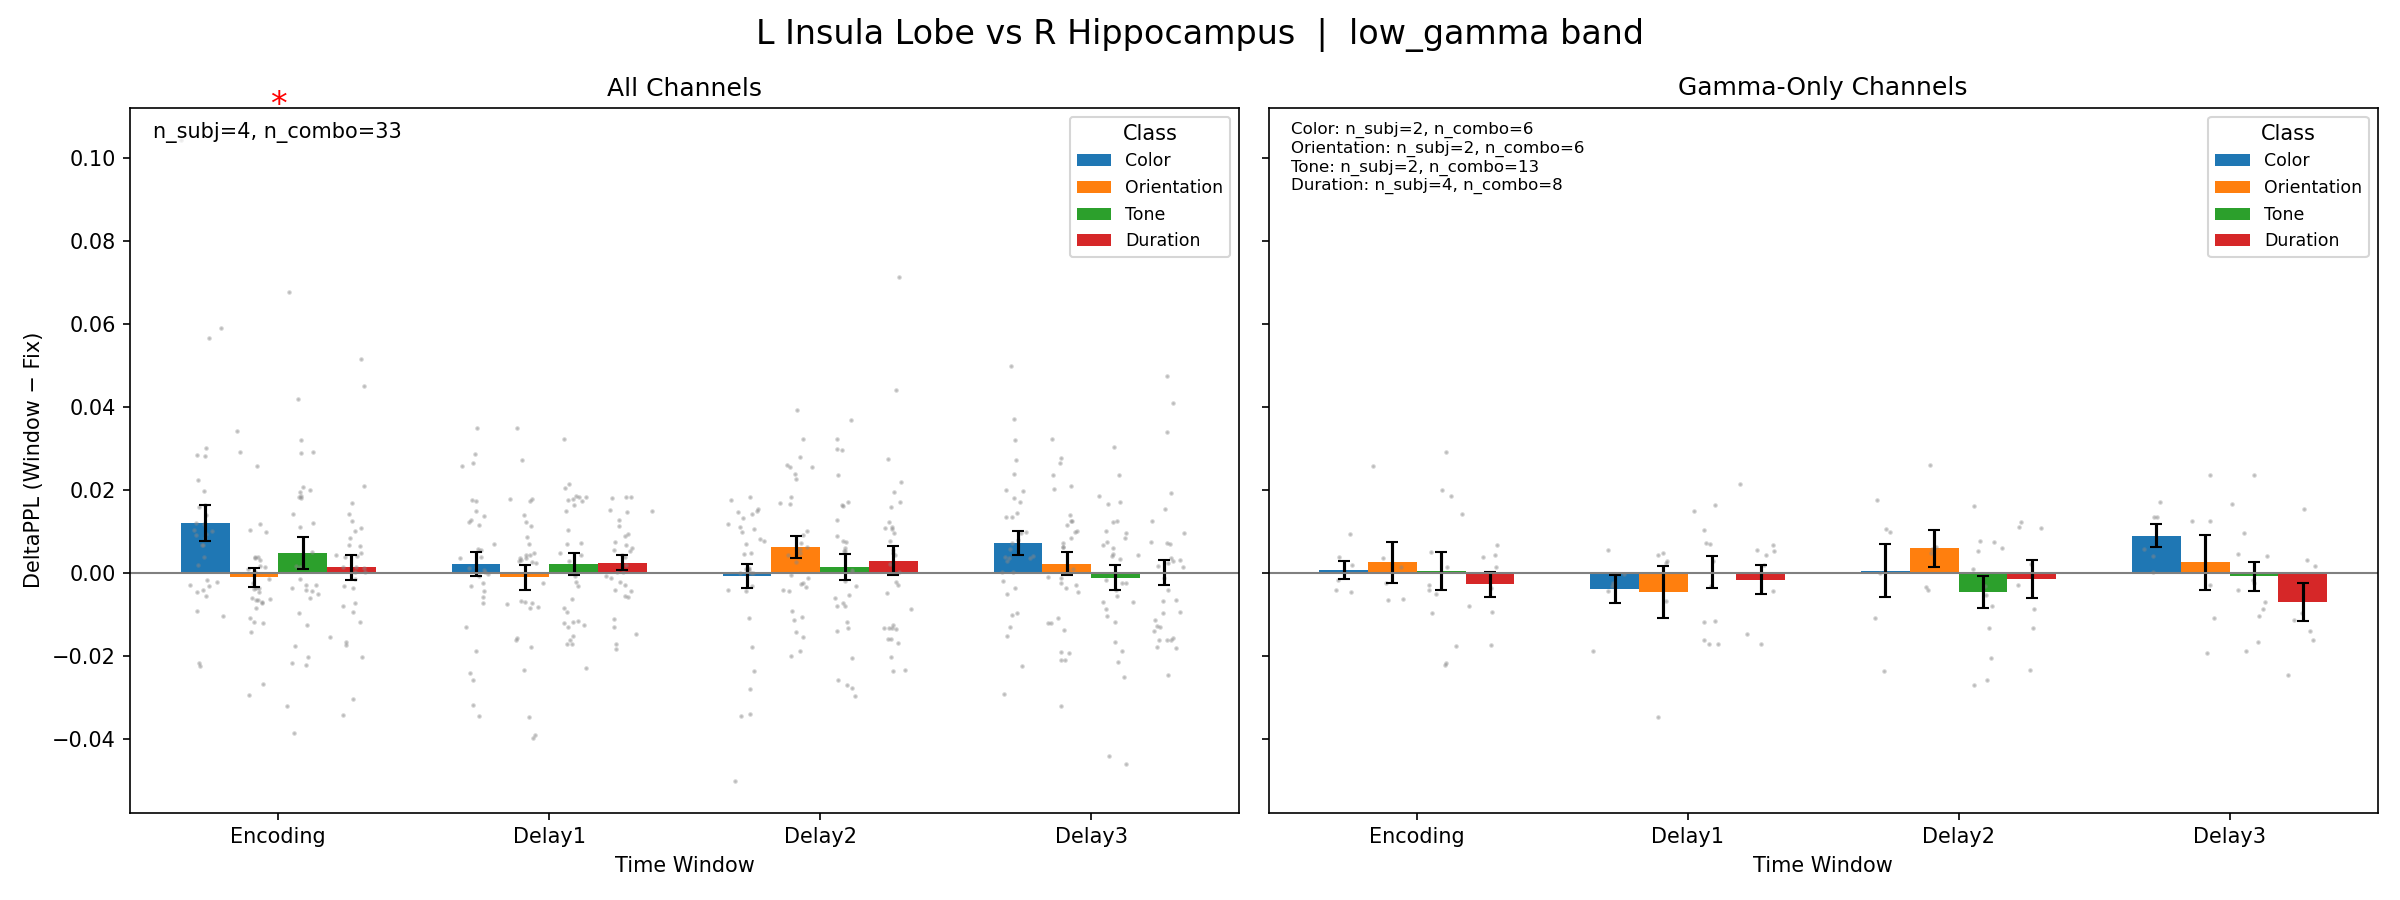 L Insula Lobe vs R Hippocampus | low_gamma band
All Channels
*
n_subj=4, n_combo=33
Class
Color
Orientation
Tone
Duration
DeltaPPL (Window − Fix)
0.10
0.08
0.06
0.04
0.02
0.00
−0.02
−0.04
Encoding
Delay1
Delay2
Delay3
Time Window
Gamma-Only Channels
Color: n_subj=2, n_combo=6
Orientation: n_subj=2, n_combo=6
Tone: n_subj=2, n_combo=13
Duration: n_subj=4, n_combo=8
Class
Color
Orientation
Tone
Duration
Encoding
Delay1
Delay2
Delay3
Time Window